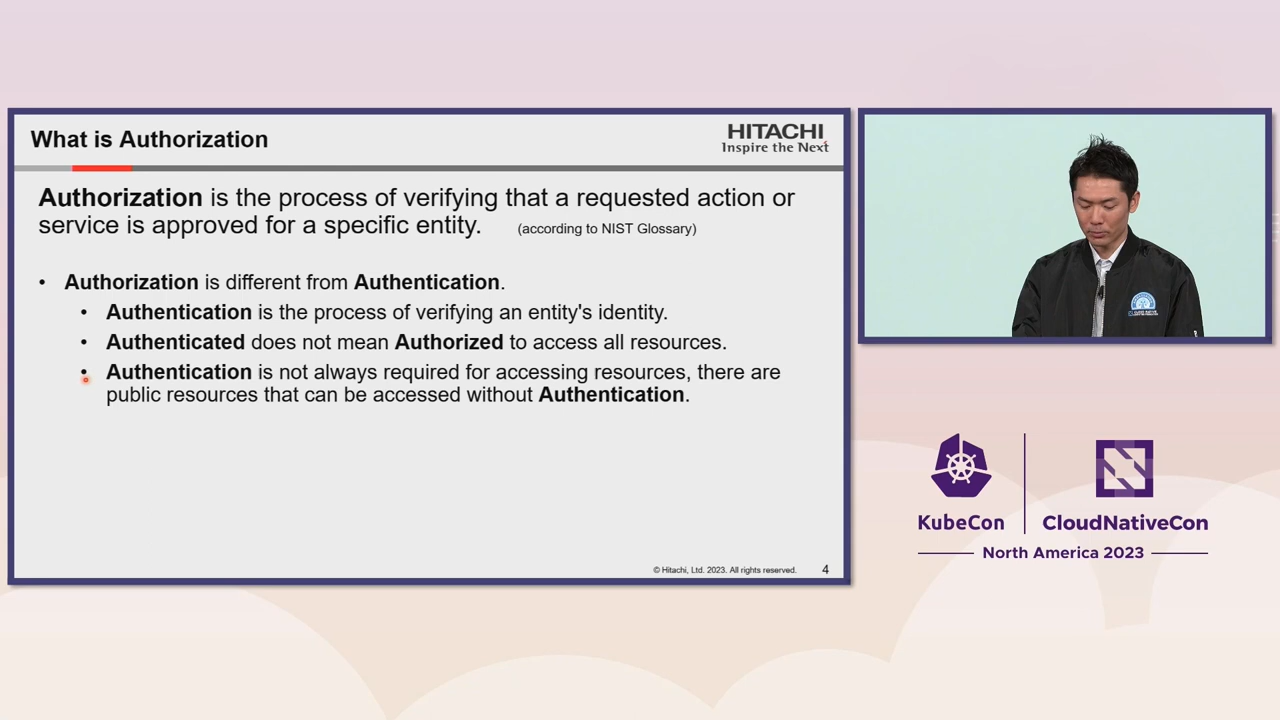 What is Authorization
HITACHI
Inspire the Next
Authorization is the process of verifying that a requested action or
service is approved for a specific entity. (according to NIST Glossary)
• Authorization is different from Authentication.
• Authentication is the process of verifying an entity's identity.
• Authenticated does not mean Authorized to access all resources.
• Authentication is not always required for accessing resources, there are
public resources that can be accessed without Authentication.
© Hitachi, Ltd. 2023. All rights reserved. 4
KubeCon
CloudNativeCon
North America 2023